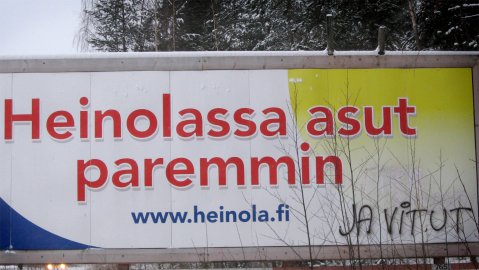 Heinolassa asut
paremmin
www.heinola.fi
JA VITUT